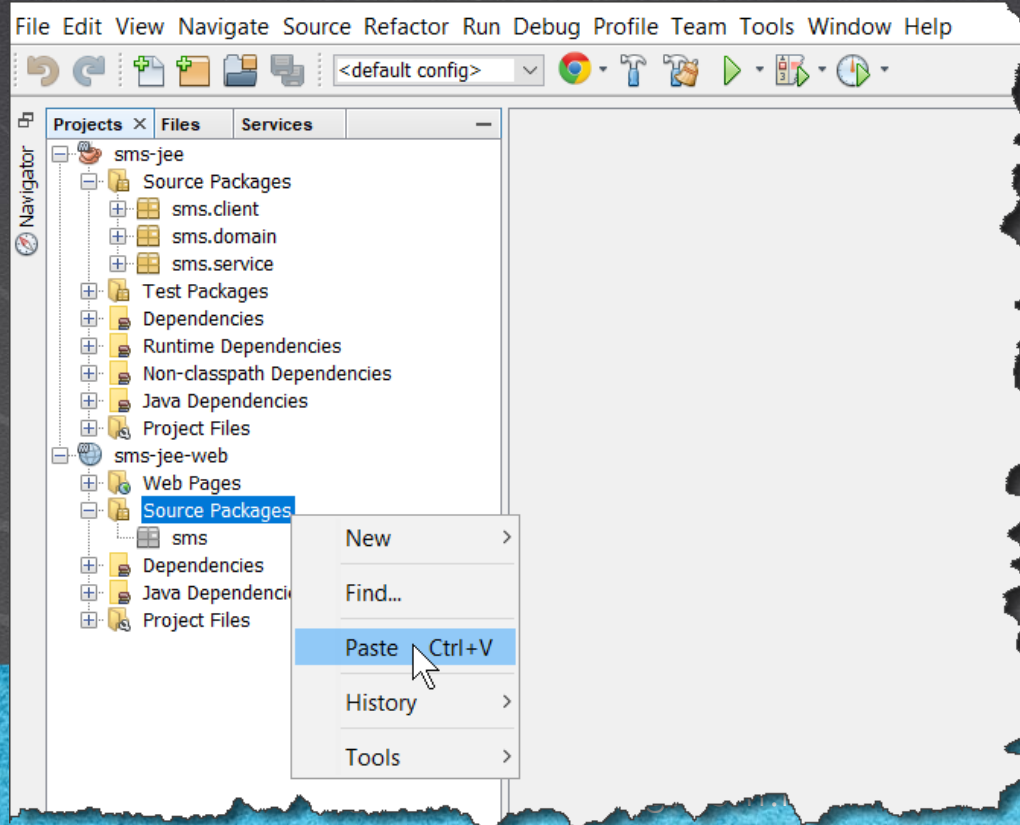 File Edit View Navigate Source Refactor Run Debug Profile Team Tools Window Help
<default config>
Projects Files Services
Navigator
sms-jee
Source Packages
sms.client
sms.domain
sms.service
Test Packages
Dependencies
Runtime Dependencies
Non-classpath Dependencies
Java Dependencies
Project Files
sms-jee-web
Web Pages
Source Packages
sms
Dependencies
Java Dependenci
Project Files
New
Find...
Paste Ctrl+V
History
Tools